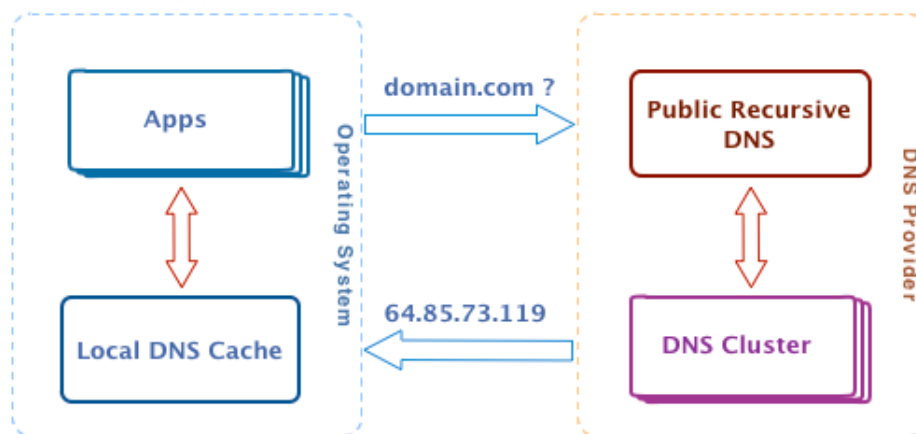 Apps
Local DNS Cache
Operating System
domain.com ?
64.85.73.119
Public Recursive
DNS
DNS Cluster
DNS Provider